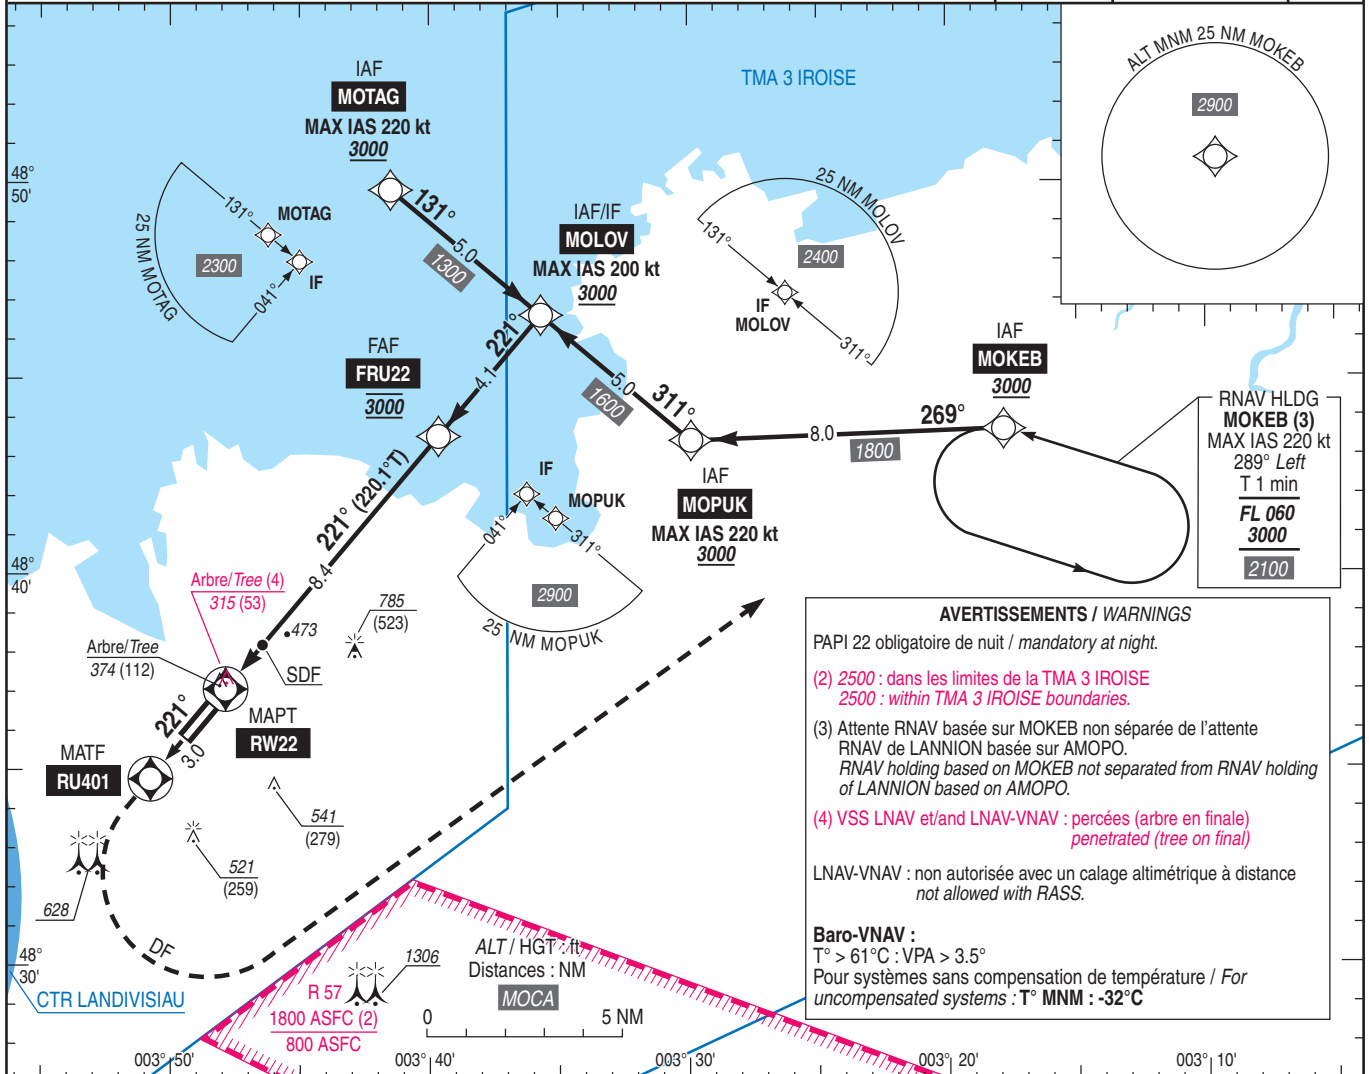 IAF
MOTAG
MAX IAS 220 kt
3000
TMA 3 IROISE
ALT MNM 25 NM MOKEB
2900
48°
50'
131°
5.0
1300
25 NM MOTAG
131°
MOTAG
2300
IF
041°
IAF/IF
MOLOV
MAX IAS 200 kt
3000
25 NM MOLOV
131°
2400
IF
MOLOV
311°
FAF
FRU22
3000
221°
4.1
5.0
1600
311°
IAF
MOKEB
3000
269°
8.0
1800
RNAV HLDG
MOKEB (3)
MAX IAS 220 kt
289° Left
T 1 min
FL 060
3000
2100
IAF
MOPUK
MAX IAS 220 kt
3000
IF
MOPUK
041°
311°
2900
25 NM MOPUK
221° (220.1°T)
8.4
48°
40'
Arbre/Tree (4)
315 (53)
Arbre/Tree
374 (112)
473
785
(523)
SDF
MAPT
RW22
221°
3.0
MATF
RU401
541
(279)
521
(259)
628
DF
48°
30'
CTR LANDIVISIAU
R 57
1800 ASFC (2)
800 ASFC
1306
ALT / HGT : ft
Distances : NM
MOCA
0 5 NM
AVERTISSEMENTS / WARNINGS
PAPI 22 obligatoire de nuit / mandatory at night.
(2) 2500 : dans les limites de la TMA 3 IROISE
2500 : within TMA 3 IROISE boundaries.
(3) Attente RNAV basée sur MOKEB non séparée de l'attente
RNAV de LANNION basée sur AMOPO.
RNAV holding based on MOKEB not separated from RNAV holding
of LANNION based on AMOPO.
(4) VSS LNAV et/and LNAV-VNAV : percées (arbre en finale)
penetrated (tree on final)
LNAV-VNAV : non autorisée avec un calage altimétrique à distance
not allowed with RASS.
Baro-VNAV :
T° > 61°C : VPA > 3.5°
Pour systèmes sans compensation de température / For
uncompensated systems : T° MNM : -32°C
003° 50' 003° 40' 003° 30' 003° 20' 003° 10'